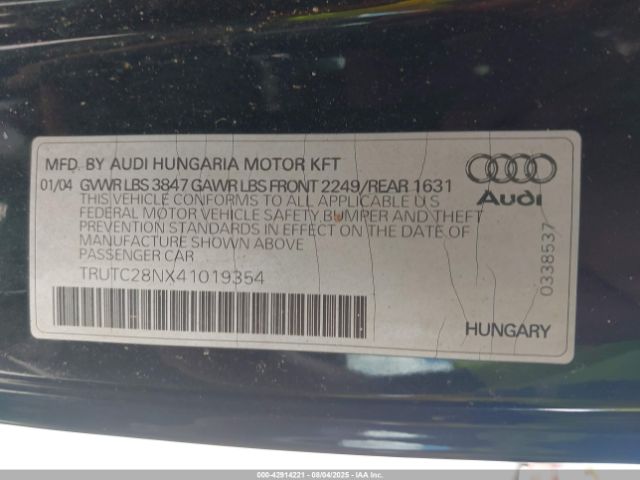 MFD. BY AUDI HUNGARIA MOTOR KFT
01/04 GVWR LBS 3847 GAWR LBS FRONT 2249/REAR 1631
THIS VEHICLE CONFORMS TO ALL APPLICABLE U S
FEDERAL MOTOR VEHICLE SAFETY BUMPER AND THEFT
PREVENTION STANDARDS IN EFFECT ON THE DATE OF
MANUFACTURE SHOWN ABOVE
PASSENGER CAR
TRUTC28NX41019354
Audi
0338537
HUNGARY
000-42914221 - 08/04/2025 - IAAI, Inc.